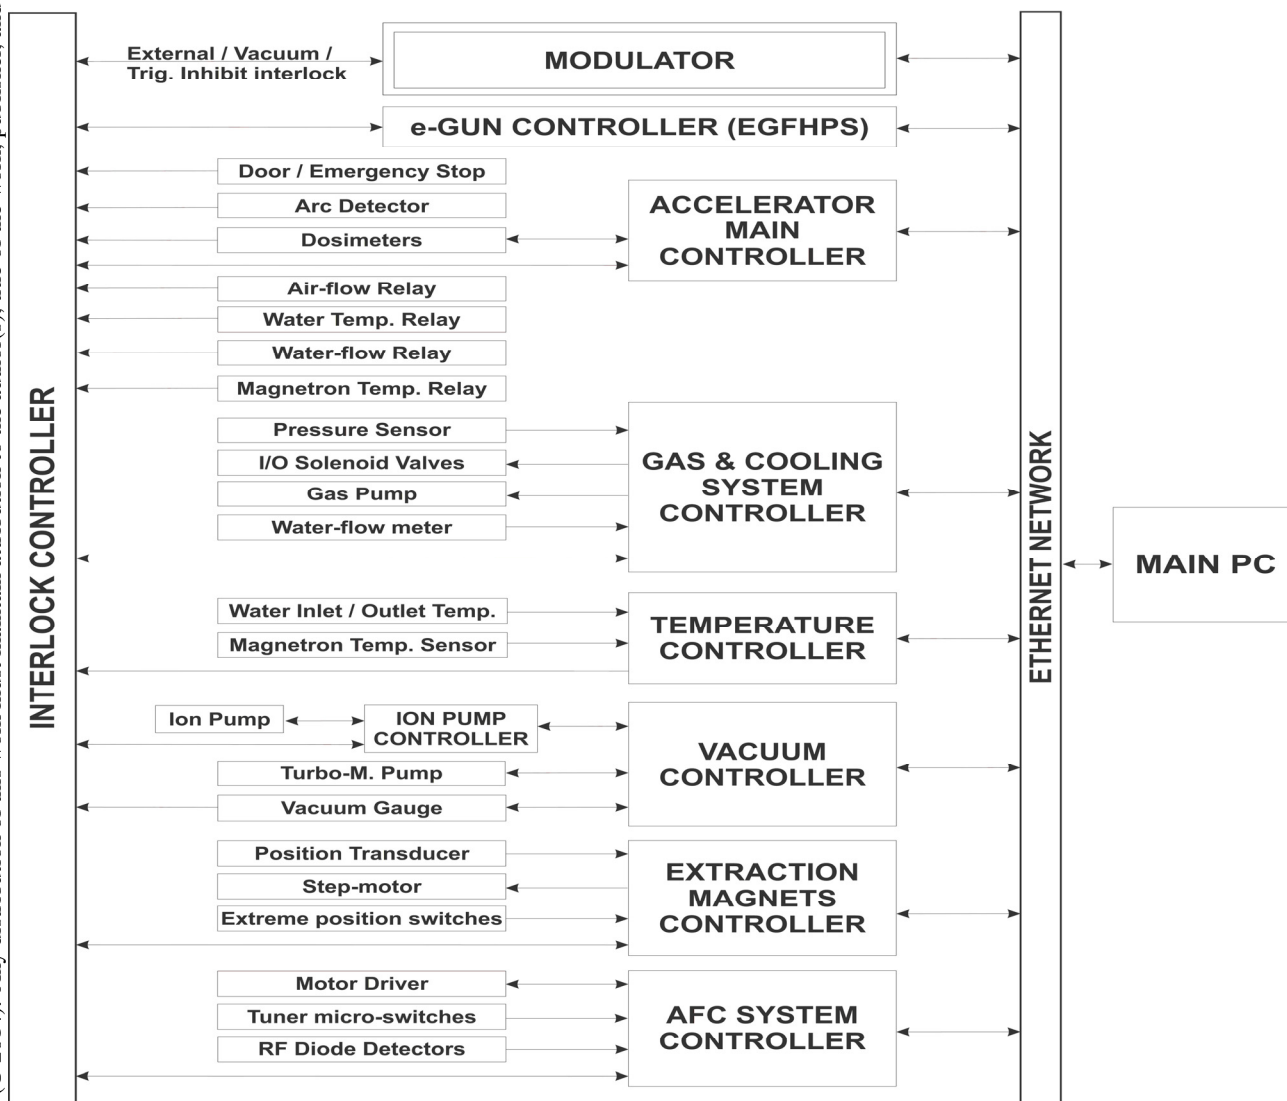 External / Vacuum /
Trig. Inhibit interlock
MODULATOR
e-GUN CONTROLLER (EGFHPS)
Door / Emergency Stop
Arc Detector
Dosimeters
ACCELERATOR
MAIN
CONTROLLER
Air-flow Relay
Water Temp. Relay
Water-flow Relay
Magnetron Temp. Relay
INTERLOCK CONTROLLER
Pressure Sensor
I/O Solenoid Valves
Gas Pump
Water-flow meter
GAS & COOLING
SYSTEM
CONTROLLER
ETHERNET NETWORK
MAIN PC
Water Inlet / Outlet Temp.
Magnetron Temp. Sensor
TEMPERATURE
CONTROLLER
Ion Pump
ION PUMP
CONTROLLER
Turbo-M. Pump
Vacuum Gauge
VACUUM
CONTROLLER
Position Transducer
Step-motor
Extreme position switches
EXTRACTION
MAGNETS
CONTROLLER
Motor Driver
Tuner micro-switches
RF Diode Detectors
AFC SYSTEM
CONTROLLER